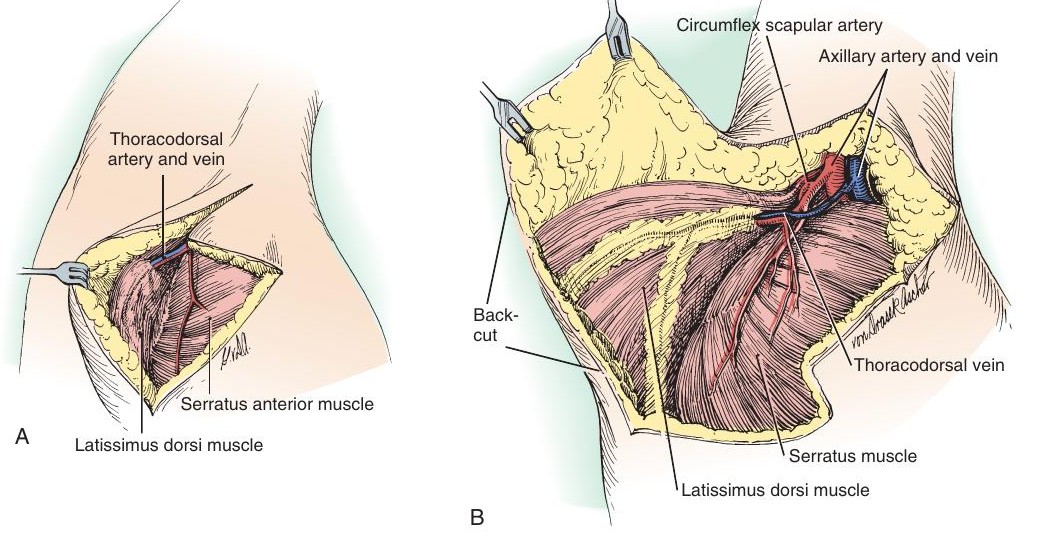 Thoracodorsal
artery and vein
Serratus anterior muscle
Latissimus dorsi muscle
A
Circumflex scapular artery
Axillary artery and vein
Back-
cut
Thoracodorsal vein
Serratus muscle
Latissimus dorsi muscle
B